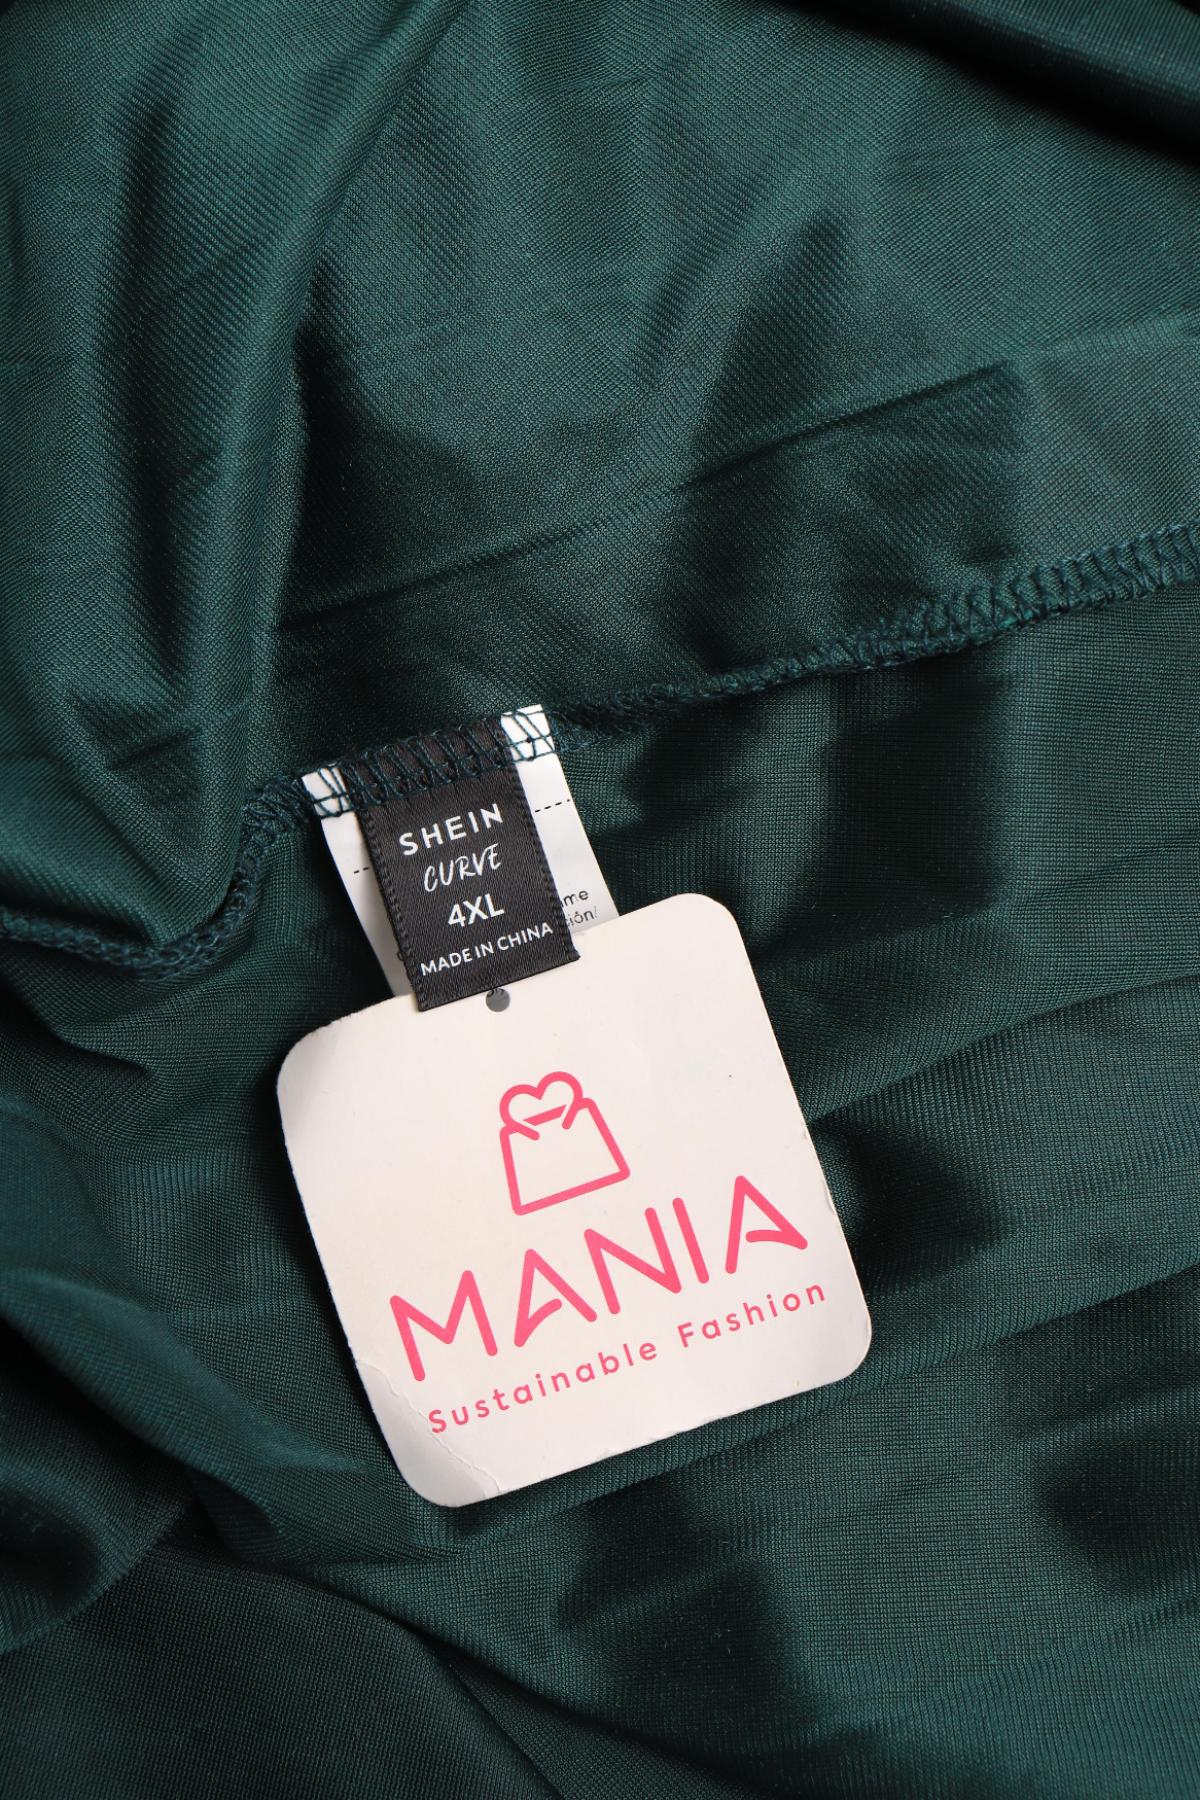 SHEIN
CURVE
4XL
MADE IN CHINA
MANIA
Sustainable Fashion